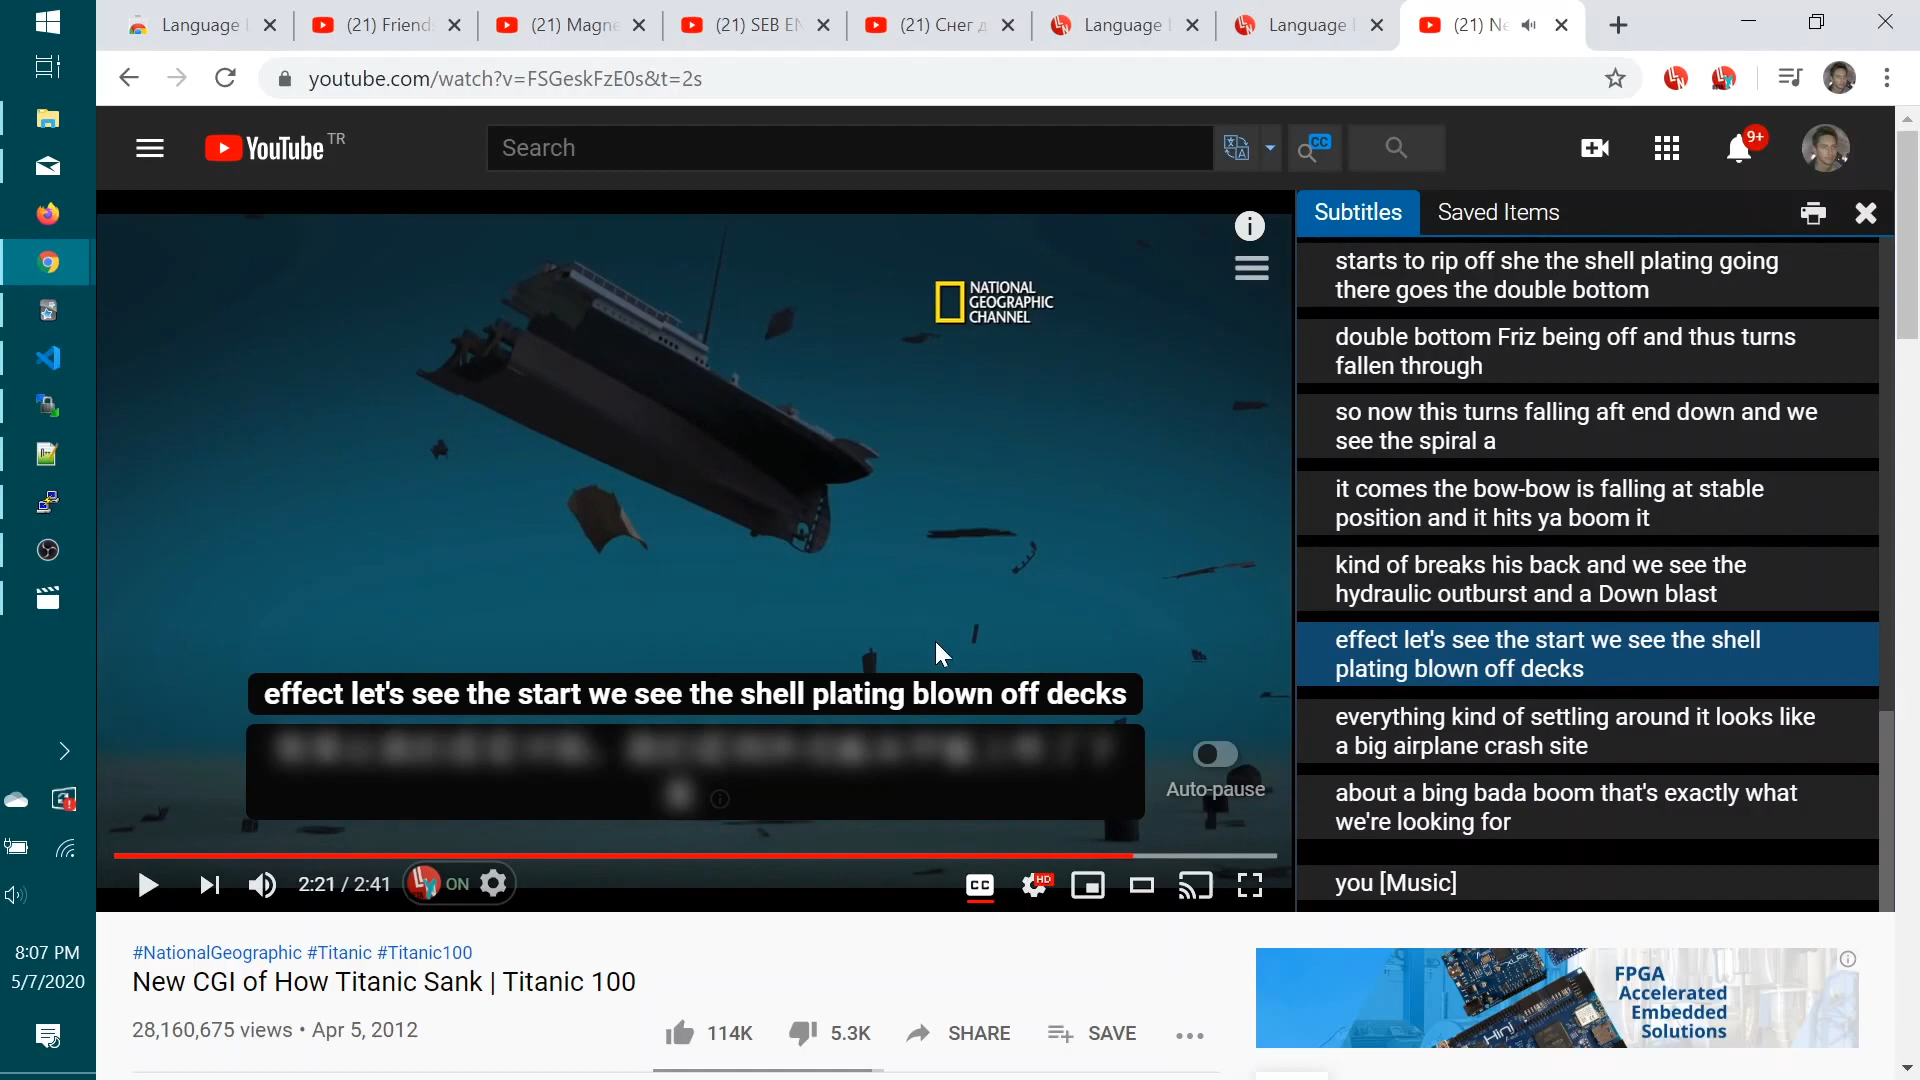 Language
(21) Friend
(21) Magne
(21) SEB EN
(21) Снег д
Language
Language
(21) Ne
youtube.com/watch?v=FSGeskFzE0s&t=2s
YouTube TR
Search
CC
9+
Subtitles
Saved Items
NATIONAL
GEOGRAPHIC
CHANNEL
starts to rip off she the shell plating going
there goes the double bottom
double bottom Friz being off and thus turns
fallen through
so now this turns falling aft end down and we
see the spiral a
it comes the bow-bow is falling at stable
position and it hits ya boom it
kind of breaks his back and we see the
hydraulic outburst and a Down blast
effect let's see the start we see the shell
plating blown off decks
everything kind of settling around it looks like
a big airplane crash site
about a bing bada boom that's exactly what
we're looking for
you [Music]
effect let's see the start we see the shell plating blown off decks
Auto-pause
2:21 / 2:41
LY ON
CC
HD
8:07 PM
5/7/2020
#NationalGeographic #Titanic #Titanic100
New CGI of How Titanic Sank | Titanic 100
28,160,675 views • Apr 5, 2012
114K
5.3K
SHARE
SAVE
FPGA
Accelerated
Embedded
Solutions